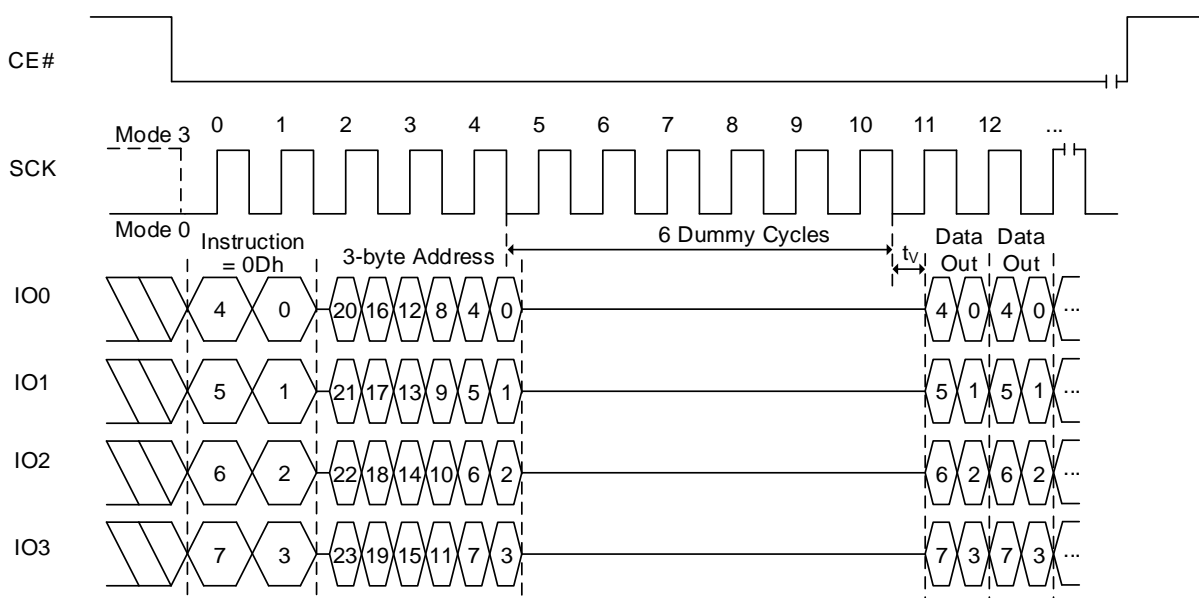 CE#
Mode 3
0 1 2 3 4 5 6 7 8 9 10 11 12 ...
SCK
Mode 0
Instruction = 0Dh
3-byte Address
6 Dummy Cycles
tV
Data Out
Data Out
IO0
4 0 20 16 12 8 4 0 4 0 4 0 ...
IO1
5 1 21 17 13 9 5 1 5 1 5 1 ...
IO2
6 2 22 18 14 10 6 2 6 2 6 2 ...
IO3
7 3 23 19 15 11 7 3 7 3 7 3 ...